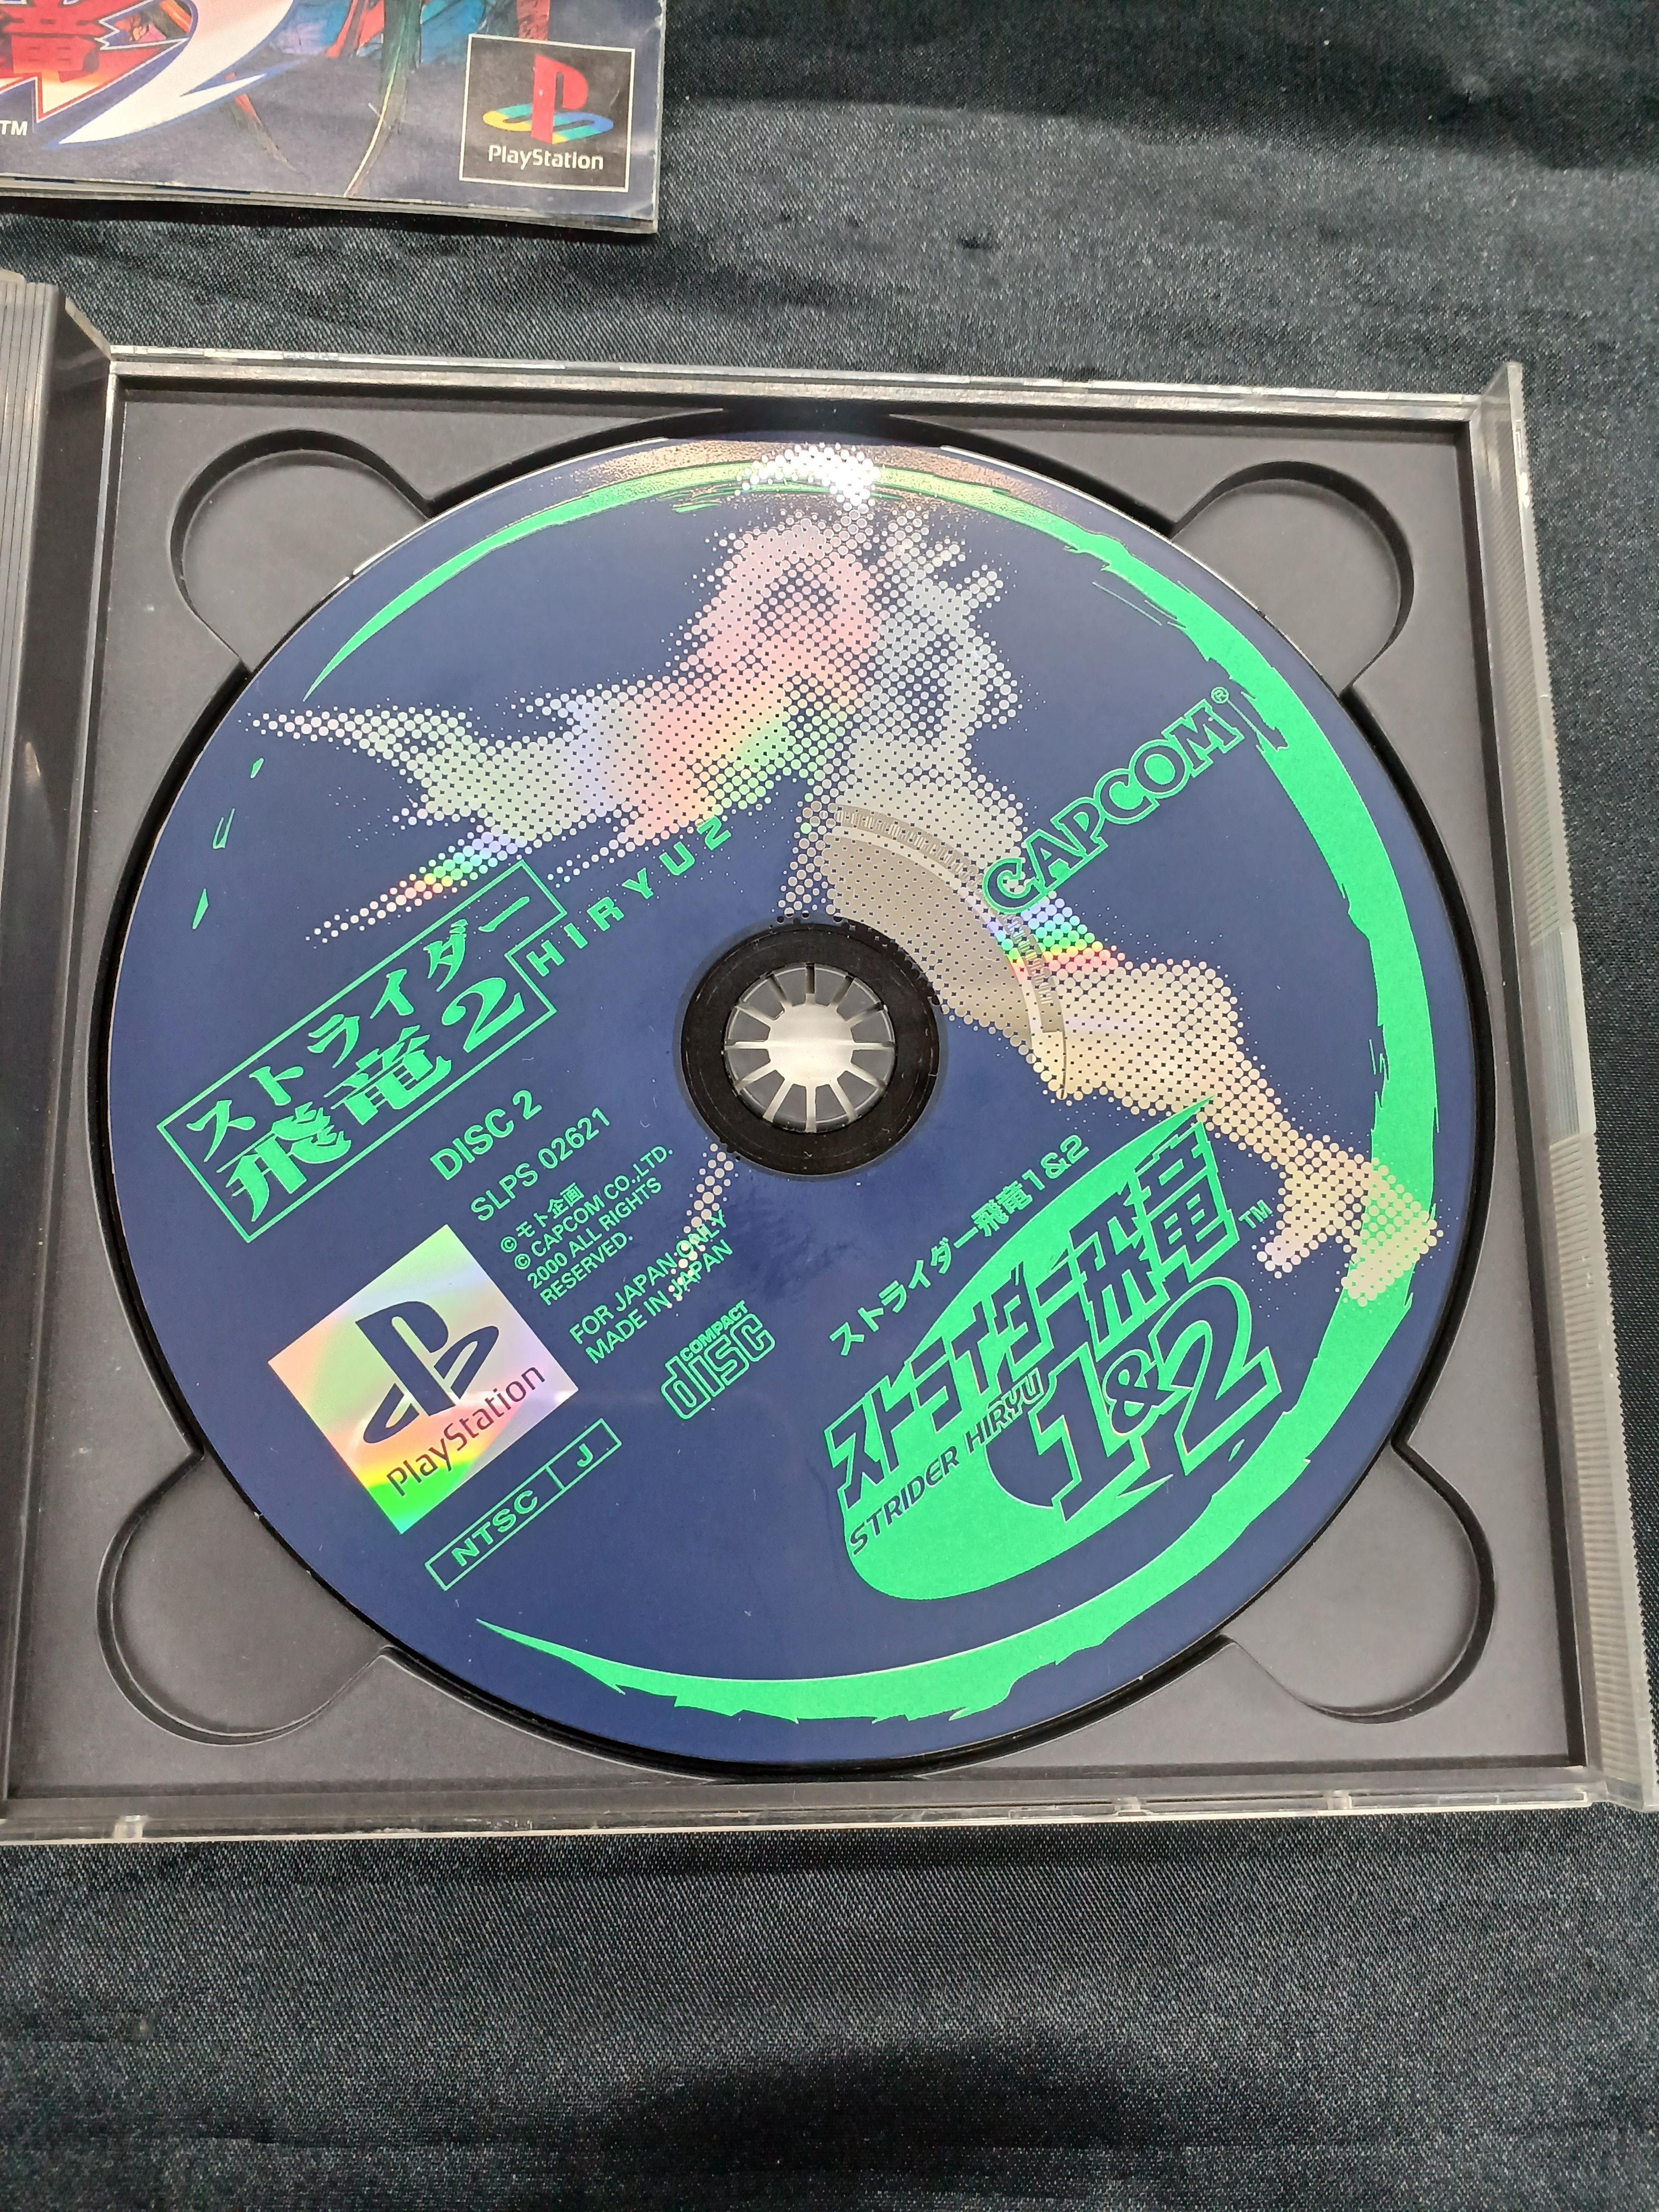 TM
PlayStation
CAPCOM®
ストライダー
飛竜2
HIRYU2
DISC 2
SLPS 02621
©モト企画
© CAPCOM CO.,LTD.
2000 ALL RIGHTS
RESERVED.
FOR JAPAN ONLY
MADE IN JAPAN
COMPACT
disc
PlayStation
NTSC J
ストライダー飛竜1&2
ストライダー飛竜
STRIDER HIRYU
1&2
TM